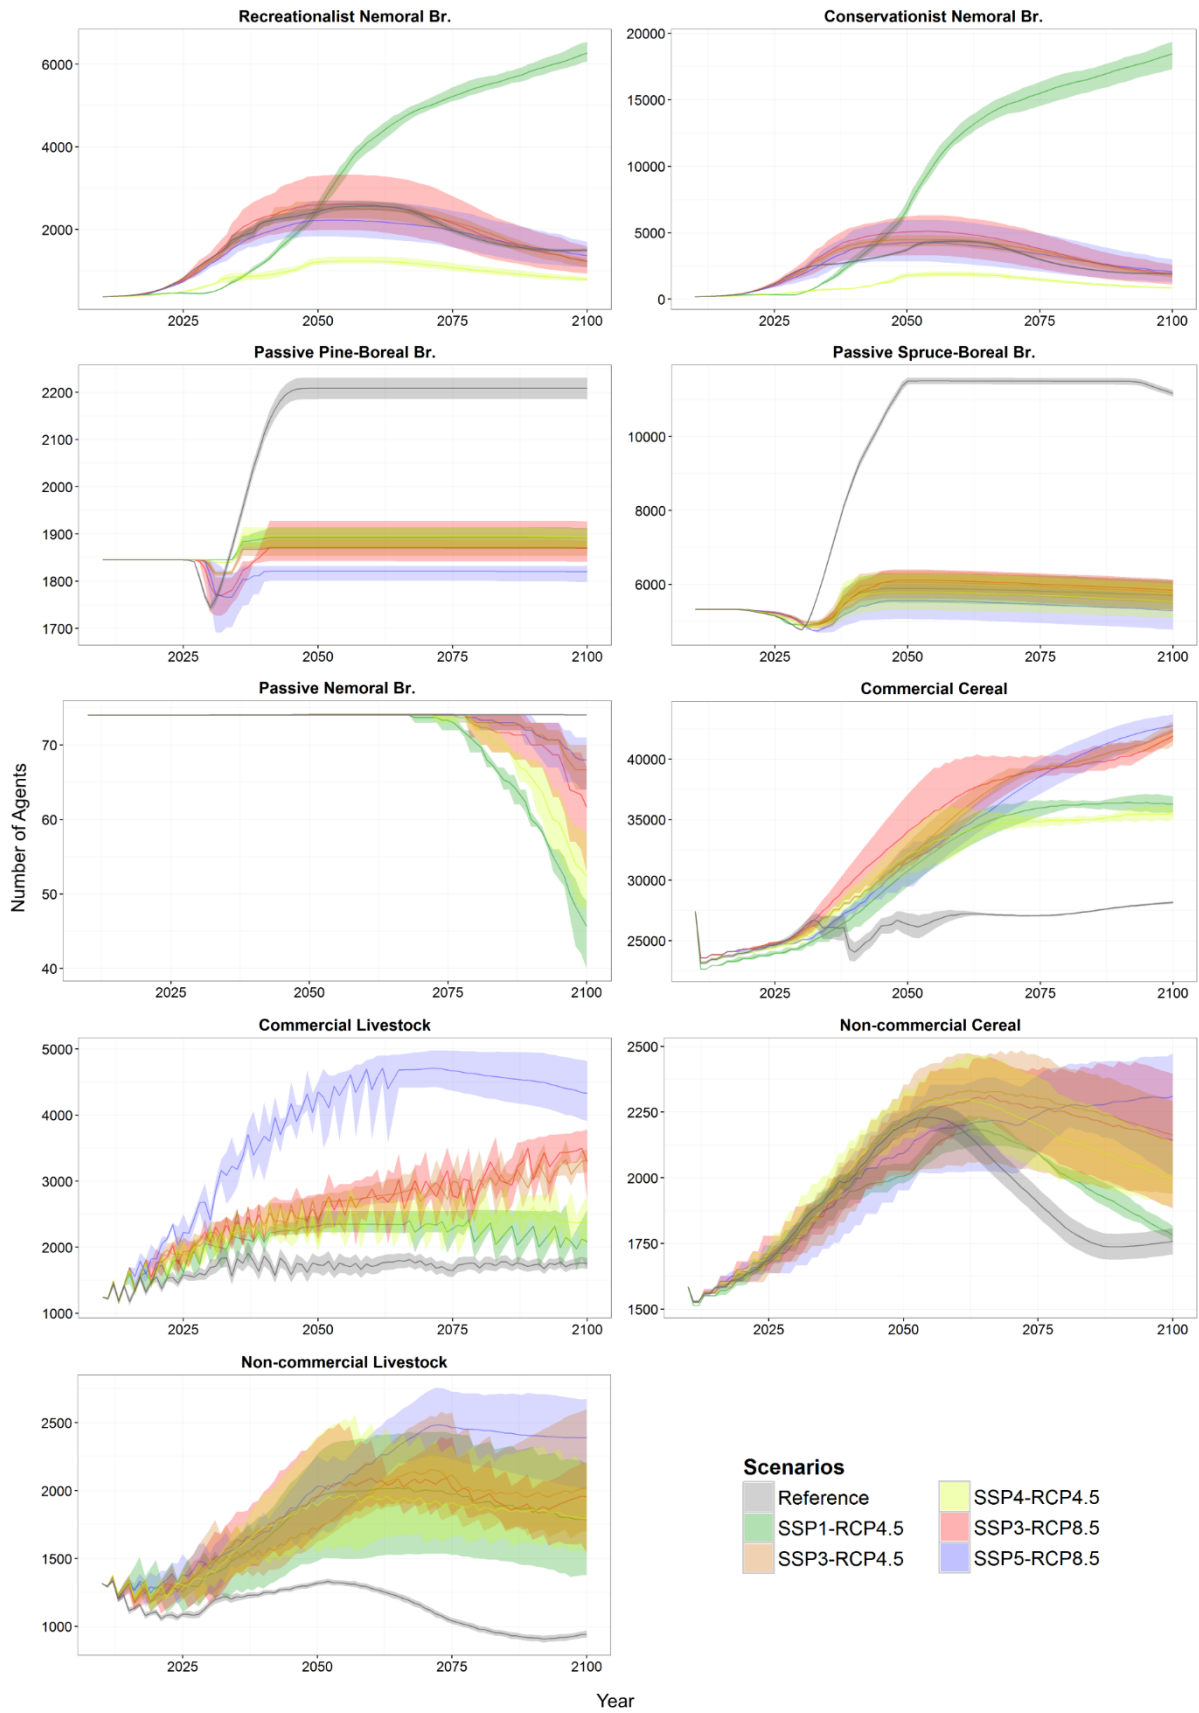 Recreationalist Nemoral Br.
6000
4000
2000
2025 2050 2075 2100
Conservationist Nemoral Br.
20000
15000
10000
5000
0
2025 2050 2075 2100
Passive Pine-Boreal Br.
2200
2100
2000
1900
1800
1700
2025 2050 2075 2100
Passive Spruce-Boreal Br.
10000
8000
6000
2025 2050 2075 2100
Number of Agents
Passive Nemoral Br.
70
60
50
40
2025 2050 2075 2100
Commercial Cereal
40000
35000
30000
25000
2025 2050 2075 2100
Commercial Livestock
5000
4000
3000
2000
1000
2025 2050 2075 2100
Non-commercial Cereal
2500
2250
2000
1750
1500
2025 2050 2075 2100
Non-commercial Livestock
2500
2000
1500
1000
2025 2050 2075 2100
Scenarios
Reference
SSP1-RCP4.5
SSP3-RCP4.5
SSP4-RCP4.5
SSP3-RCP8.5
SSP5-RCP8.5
Year